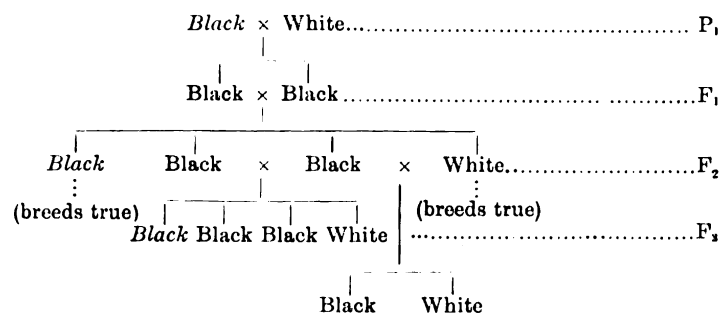 Black × White.................................................... P₁
Black × Black.......................................... ..................F₁
Black Black × Black × White.............................F₂
(breeds true) (breeds true)
Black Black Black White ............................................F₃
Black White